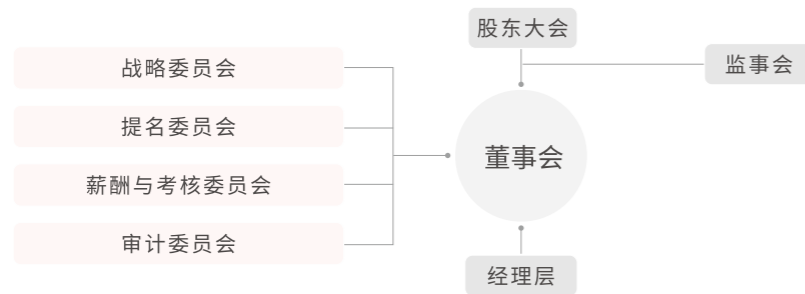 股东大会
监事会
战略委员会
提名委员会
董事会
薪酬与考核委员会
审计委员会
经理层